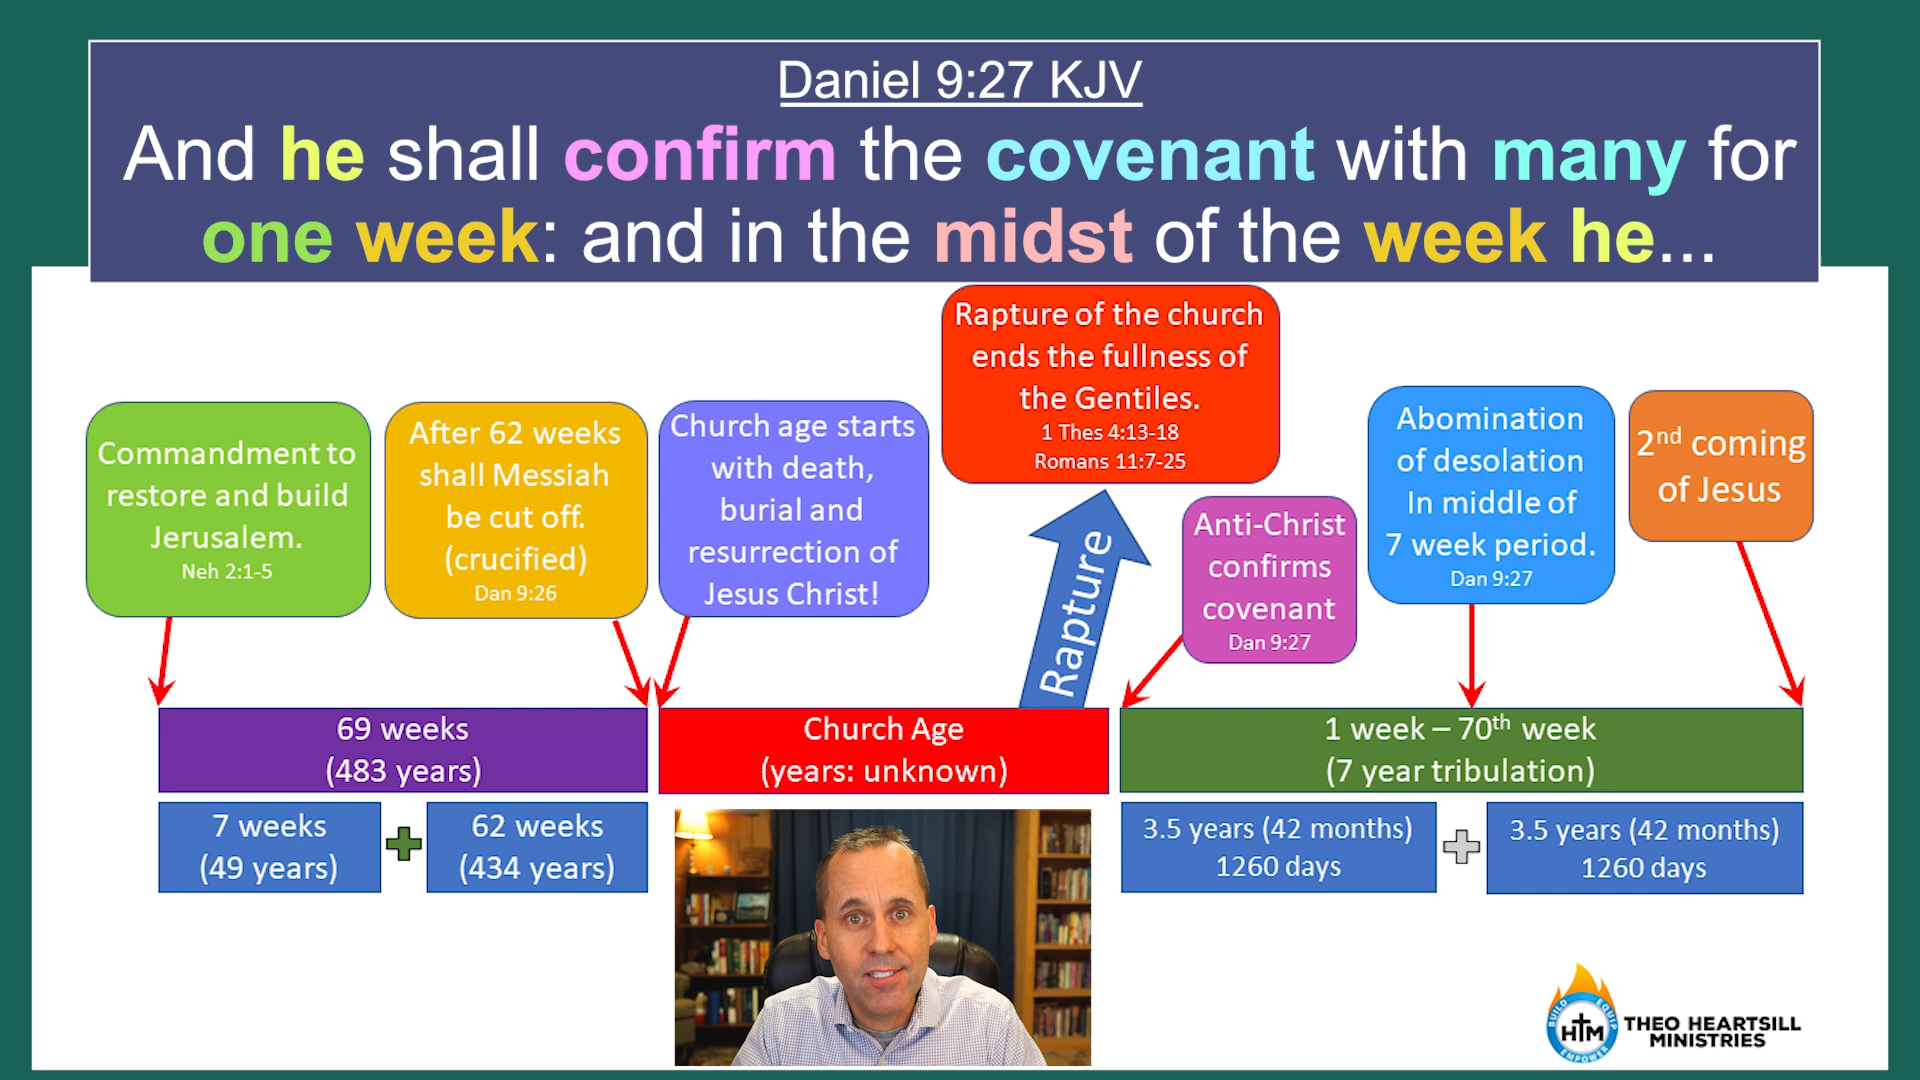 Daniel 9:27 KJV
And he shall confirm the covenant with many for
one week: and in the midst of the week he...
Commandment to
restore and build
Jerusalem.
Neh 2:1-5
After 62 weeks
shall Messiah
be cut off.
(crucified)
Dan 9:26
Church age starts
with death,
burial and
resurrection of
Jesus Christ!
Rapture of the church
ends the fullness of
the Gentiles.
1 Thes 4:13-18
Romans 11:7-25
Rapture
Anti-Christ
confirms
covenant
Dan 9:27
Abomination
of desolation
In middle of
7 week period.
Dan 9:27
2nd coming
of Jesus
69 weeks
(483 years)
Church Age
(years: unknown)
1 week – 70th week
(7 year tribulation)
7 weeks
(49 years)
62 weeks
(434 years)
3.5 years (42 months)
1260 days
3.5 years (42 months)
1260 days
BUILD EQUIP EMPOWER
HTM
THEO HEARTSILL
MINISTRIES